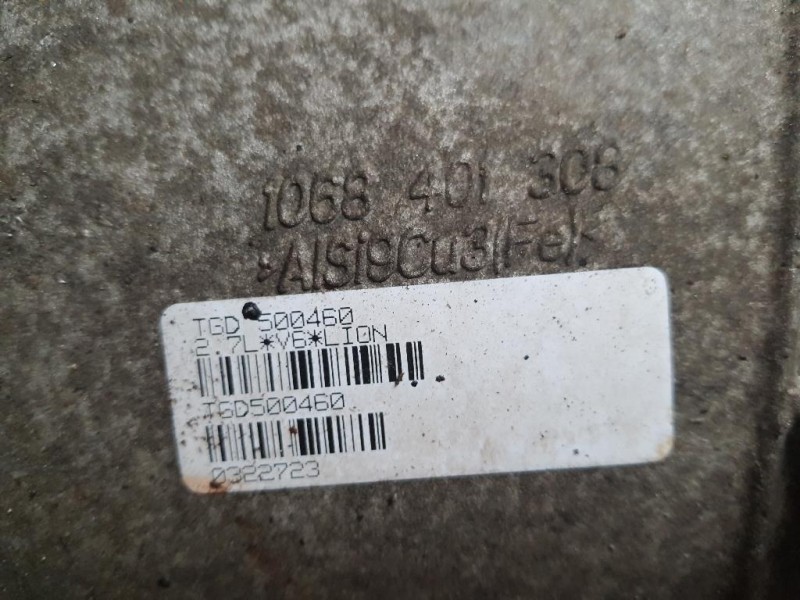 1068 401 308
>AlSi9Cu3(Fe)<
TGD 500460
2.7L*V6*LION
TGD500460
0322723